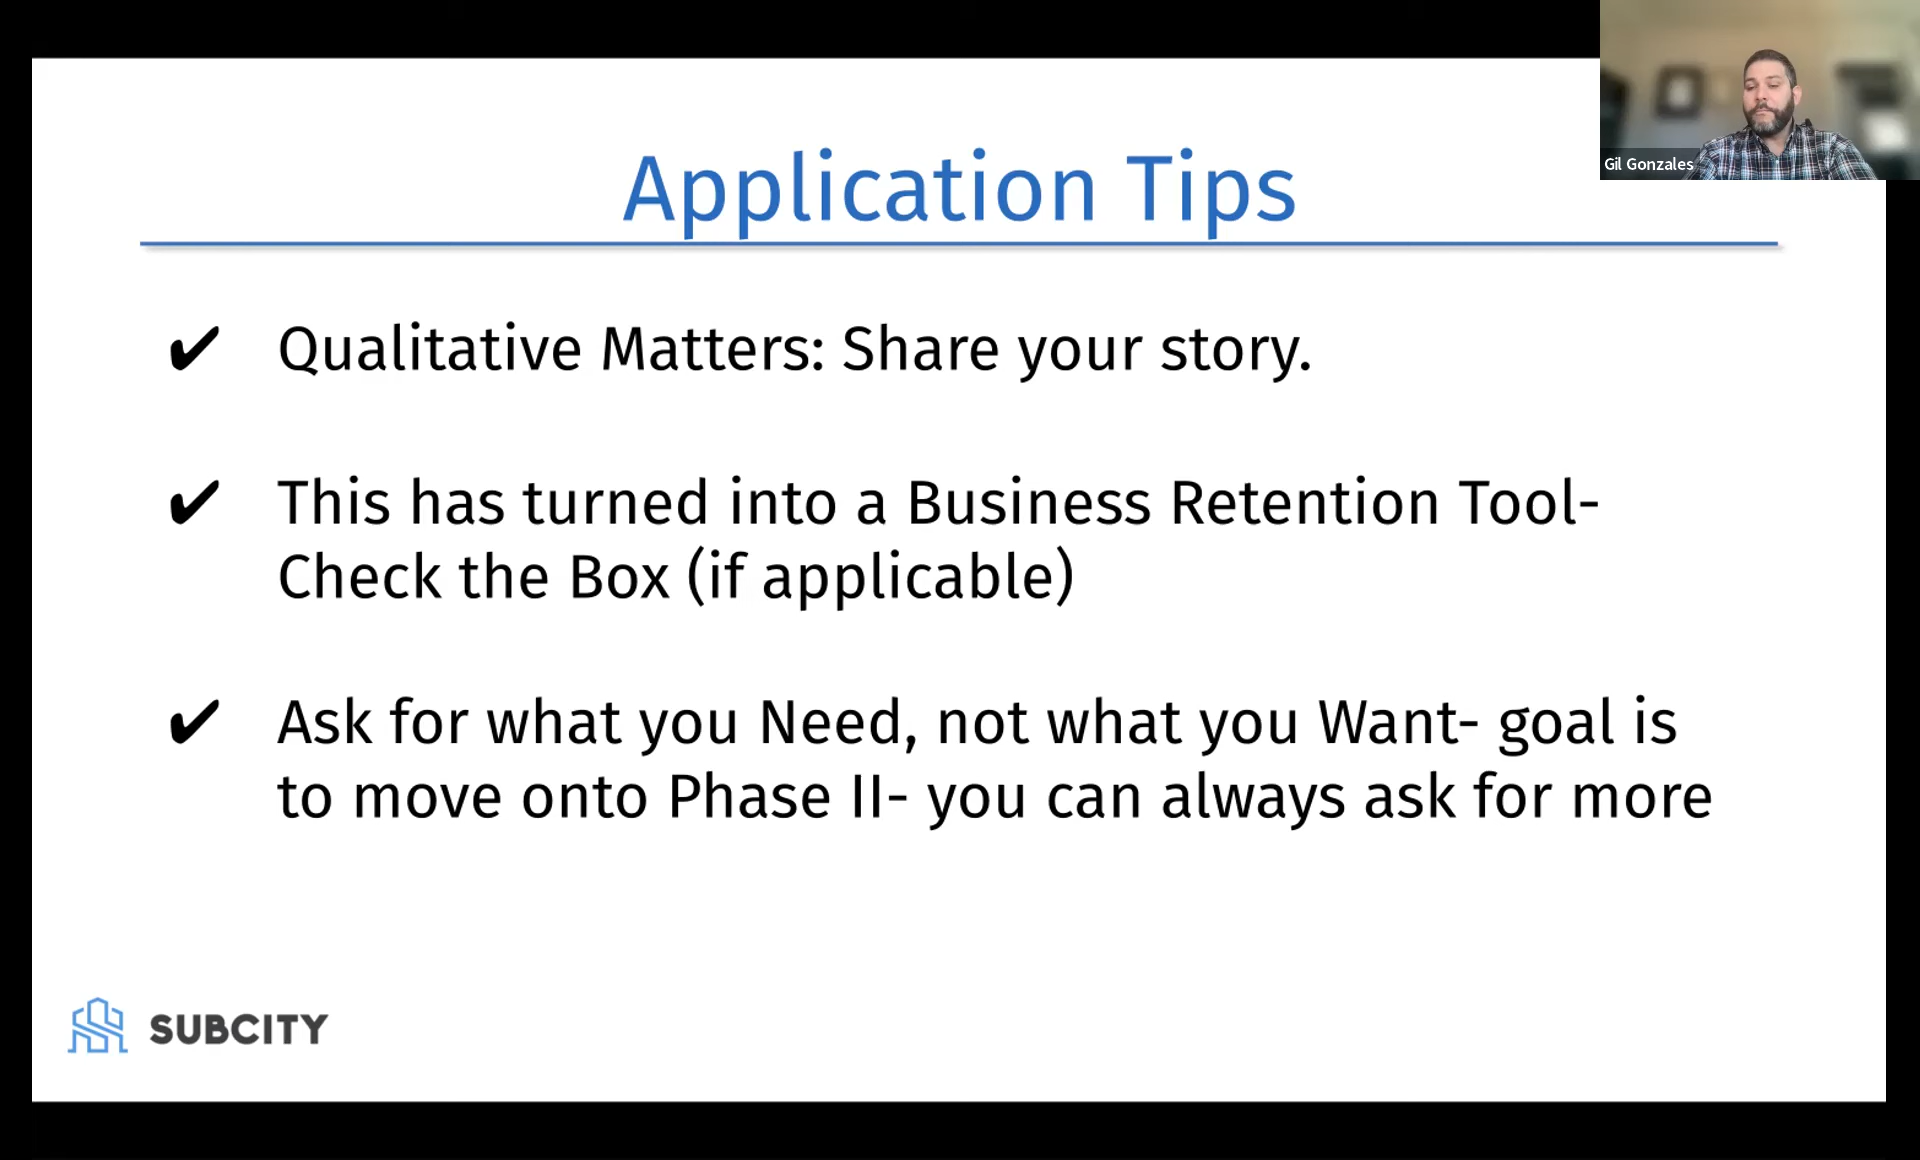 Gil Gonzales
Application Tips
✔ Qualitative Matters: Share your story.
✔ This has turned into a Business Retention Tool-
Check the Box (if applicable)
✔ Ask for what you Need, not what you Want- goal is
to move onto Phase II- you can always ask for more
SUBCITY